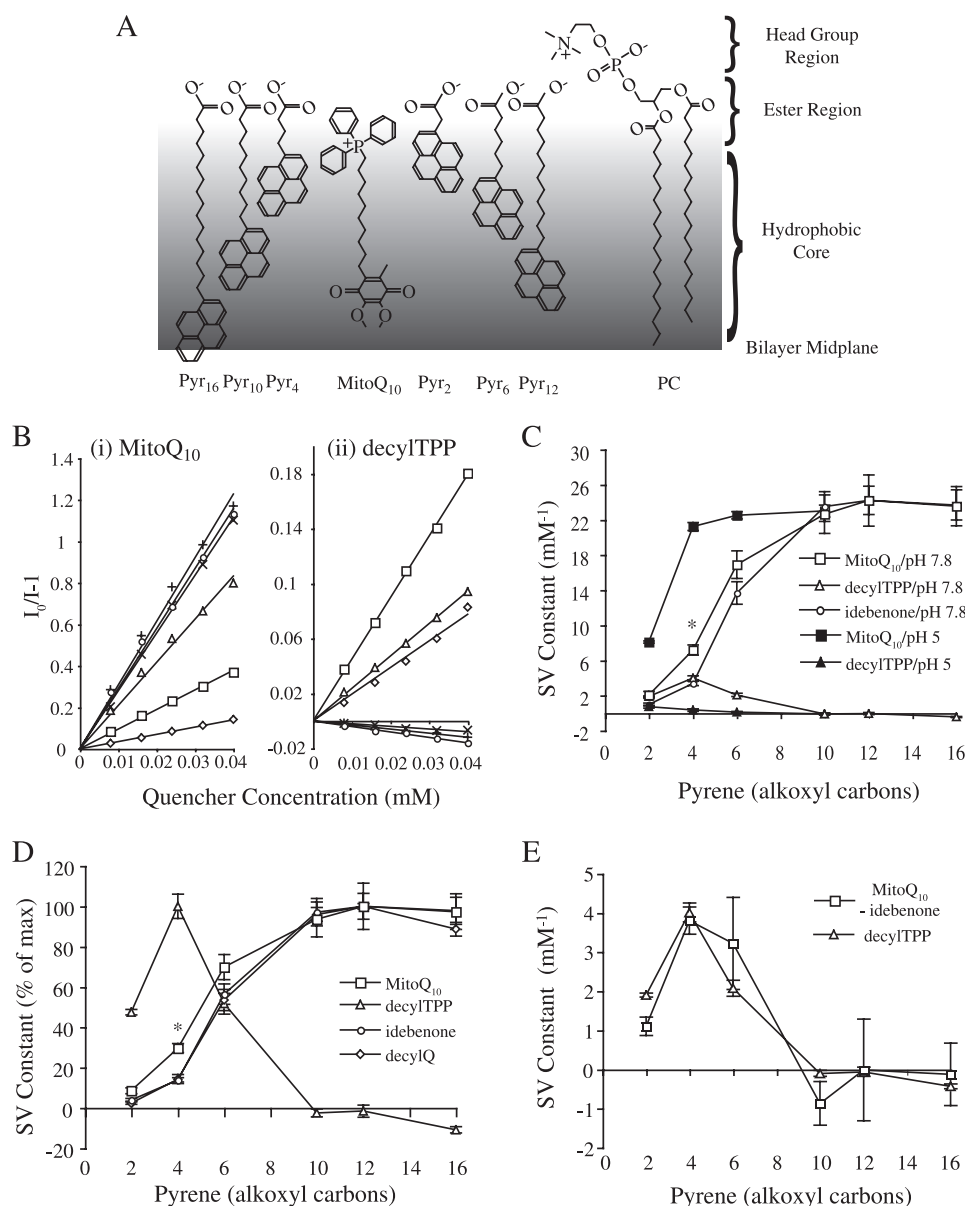 A
Head Group
Region
Ester Region
Hydrophobic
Core
Bilayer Midplane
O O-
O O-
O O-
+P
O O
O O
O O-
O O-
O O-
N+
O
O-
P
O
O
O
O
O
O
Pyr16 Pyr10 Pyr4 MitoQ10 Pyr2 Pyr6 Pyr12 PC
B
(i) MitoQ10
(ii) decylTPP
I0/I-1
1.4
1.2
1
0.8
0.6
0.4
0.2
0
0 0.01 0.02 0.03 0.04
0.18
0.14
0.1
0.06
0.02
-0.02
0 0.01 0.02 0.03 0.04
Quencher Concentration (mM)
C
SV Constant (mM-1)
30
26
22
18
14
10
6
2
-2
*
MitoQ10/pH 7.8
decylTPP/pH 7.8
idebenone/pH 7.8
MitoQ10/pH 5
decylTPP/pH 5
0 2 4 6 8 10 12 14 16
Pyrene (alkoxyl carbons)
D
SV Constant (% of max)
120
100
80
60
40
20
0
-20
*
MitoQ10
decylTPP
idebenone
decylQ
0 2 4 6 8 10 12 14 16
Pyrene (alkoxyl carbons)
E
SV Constant (mM-1)
5
4
3
2
1
0
-1
-2
MitoQ10
- idebenone
decylTPP
0 2 4 6 8 10 12 14 16
Pyrene (alkoxyl carbons)